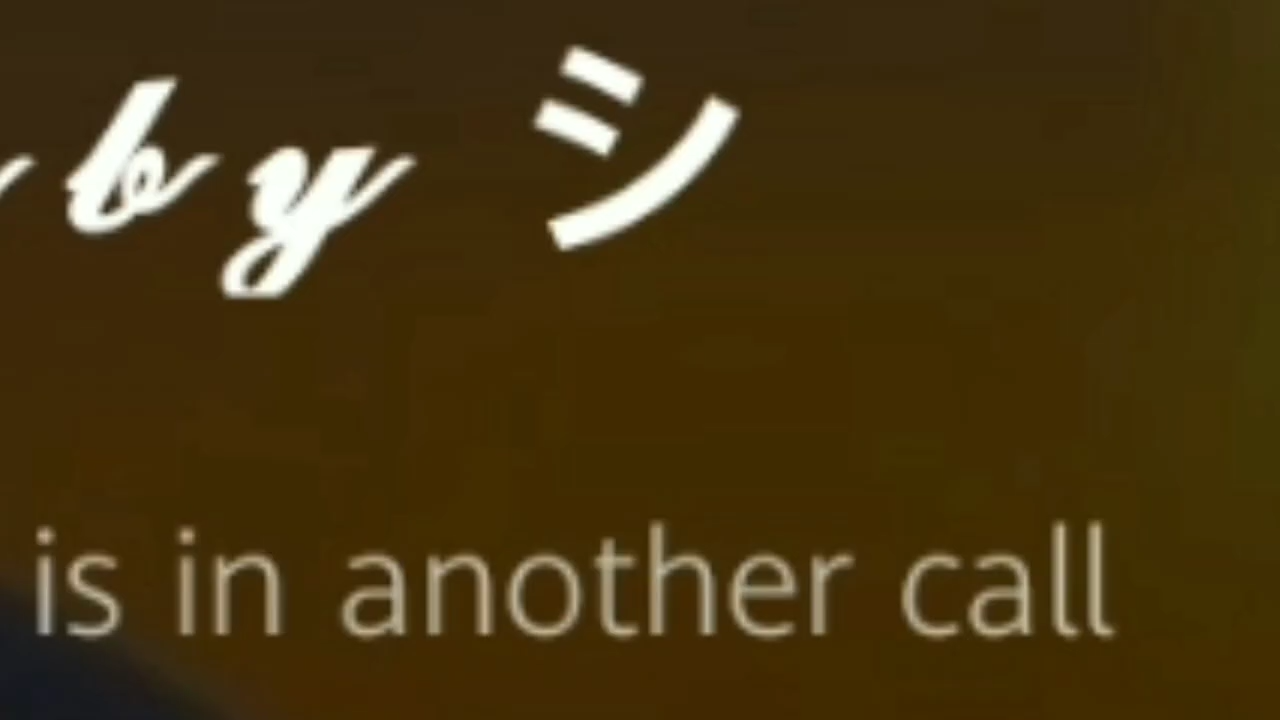 𝓫𝔂 シ
is in another call